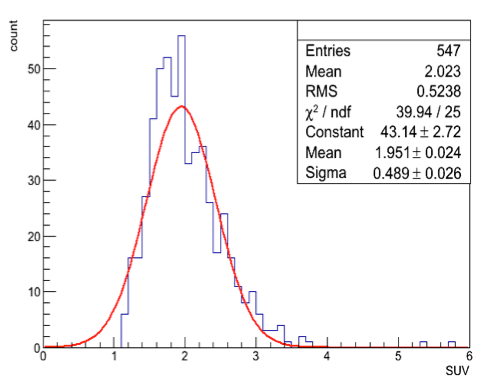 count
50
40
30
20
10
0
0 1 2 3 4 5 6
SUV
Entries 547
Mean 2.023
RMS 0.5238
χ² / ndf 39.94 / 25
Constant 43.14 ± 2.72
Mean 1.951 ± 0.024
Sigma 0.489 ± 0.026